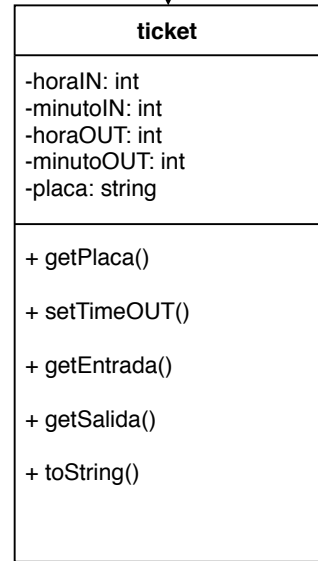 ticket
-horaIN: int
-minutoIN: int
-horaOUT: int
-minutoOUT: int
-placa: string
+ getPlaca()
+ setTimeOUT()
+ getEntrada()
+ getSalida()
+ toString()